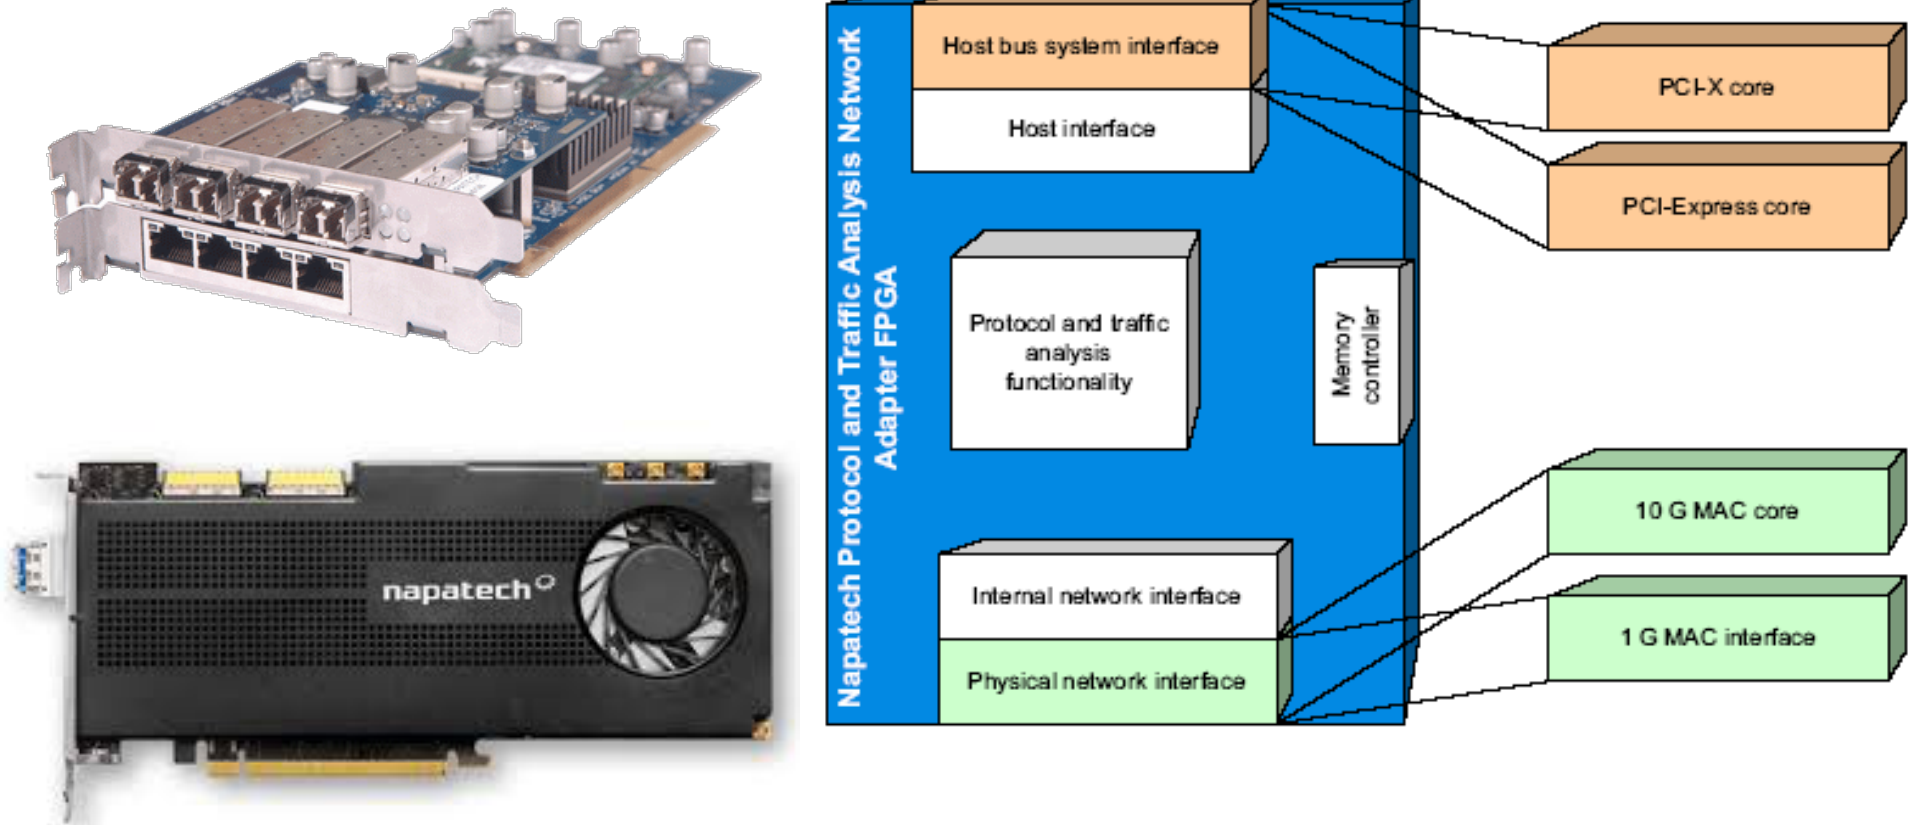 napatech
Napatech Protocol and Traffic Analysis Network
Adapter FPGA
Host bus system interface
Host interface
Protocol and traffic
analysis
functionality
Memory
controller
Internal network interface
Physical network interface
PCI-X core
PCI-Express core
10 G MAC core
1 G MAC interface